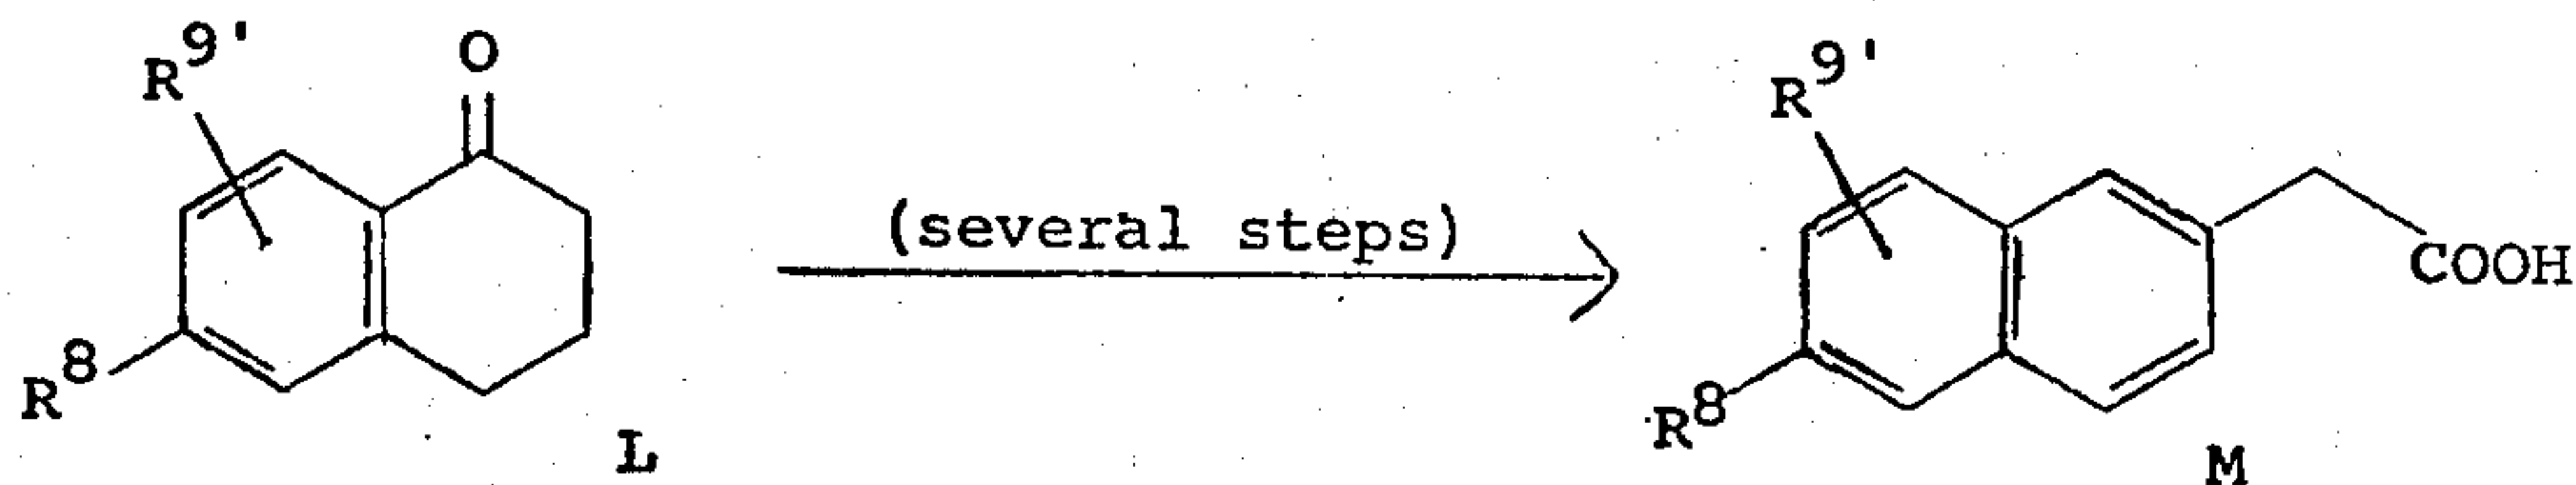 R9' O R9'
(several steps)
COOH
R8 R8
L M